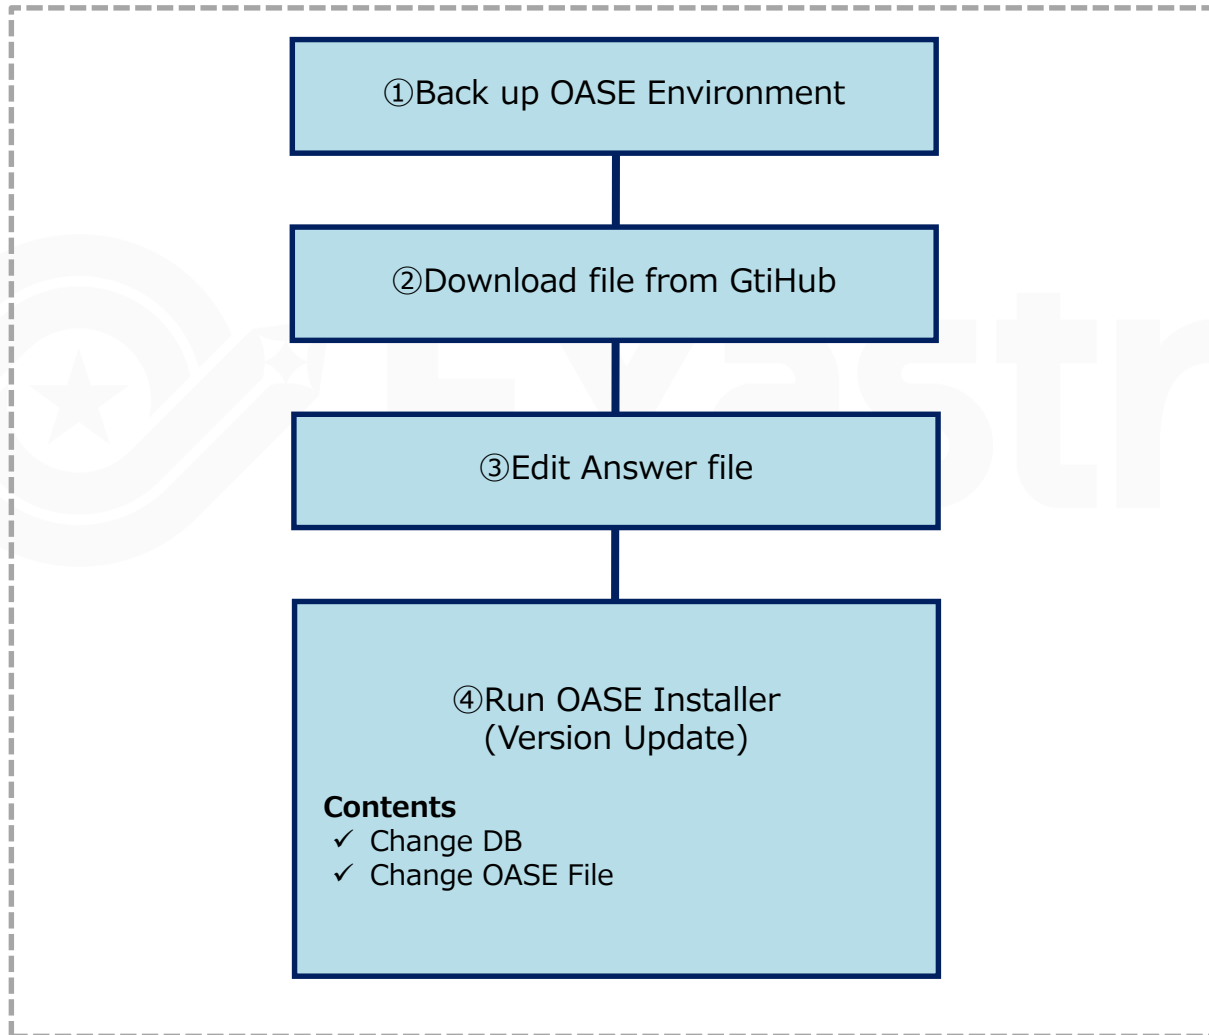 ①Back up OASE Environment
②Download file from GtiHub
③Edit Answer file
④Run OASE Installer
(Version Update)
Contents
✓ Change DB
✓ Change OASE File